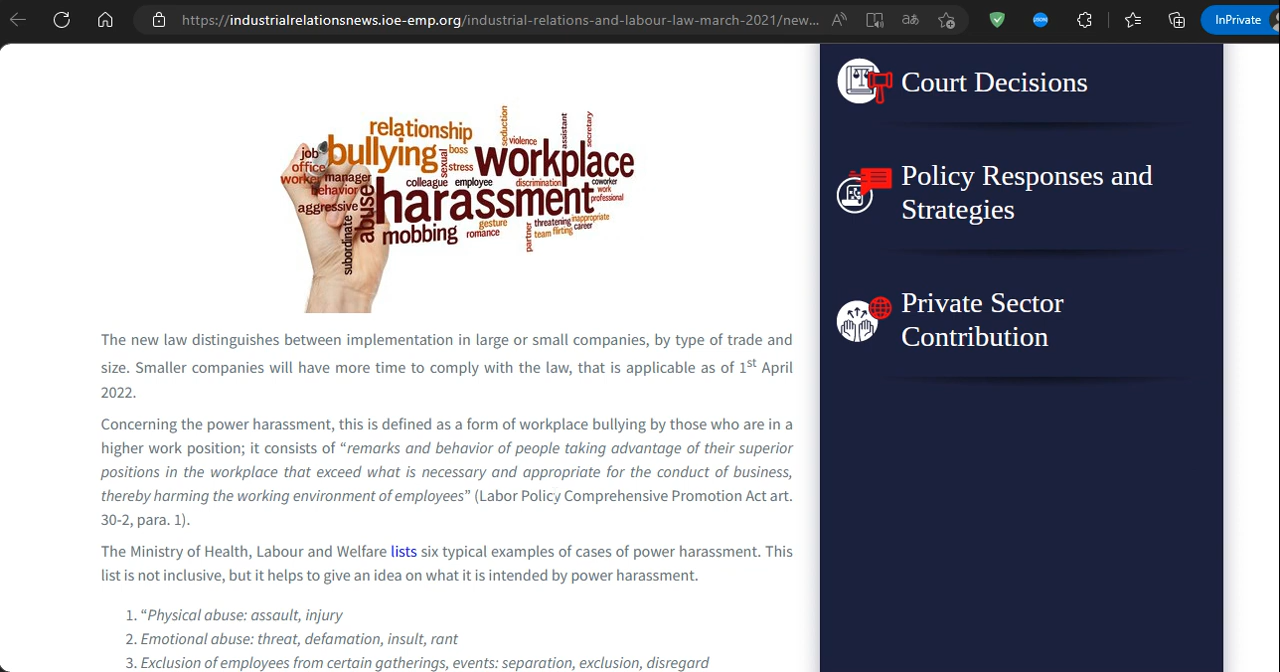 https://industrialrelationsnews.ioe-emp.org/industrial-relations-and-labour-law-march-2021/new...
InPrivate
relationship
seduction
assistant
secretary
job
bullying
boss
violence
workplace
office
sexual
stress
worker
manager
colleague
employee
discrimination
coworker
behavior
work
professional
aggressive
abuse
harassment
subordinate
mobbing
gesture
romance
partner
threatening
inappropriate
team
flirting
career
The new law distinguishes between implementation in large or small companies, by type of trade and
size. Smaller companies will have more time to comply with the law, that is applicable as of 1st April
2022.
Concerning the power harassment, this is defined as a form of workplace bullying by those who are in a
higher work position; it consists of “remarks and behavior of people taking advantage of their superior
positions in the workplace that exceed what is necessary and appropriate for the conduct of business,
thereby harming the working environment of employees” (Labor Policy Comprehensive Promotion Act art.
30-2, para. 1).
The Ministry of Health, Labour and Welfare lists six typical examples of cases of power harassment. This
list is not inclusive, but it helps to give an idea on what it is intended by power harassment.
1. “Physical abuse: assault, injury
2. Emotional abuse: threat, defamation, insult, rant
3. Exclusion of employees from certain gatherings, events: separation, exclusion, disregard
Court Decisions
Policy Responses and
Strategies
Private Sector
Contribution